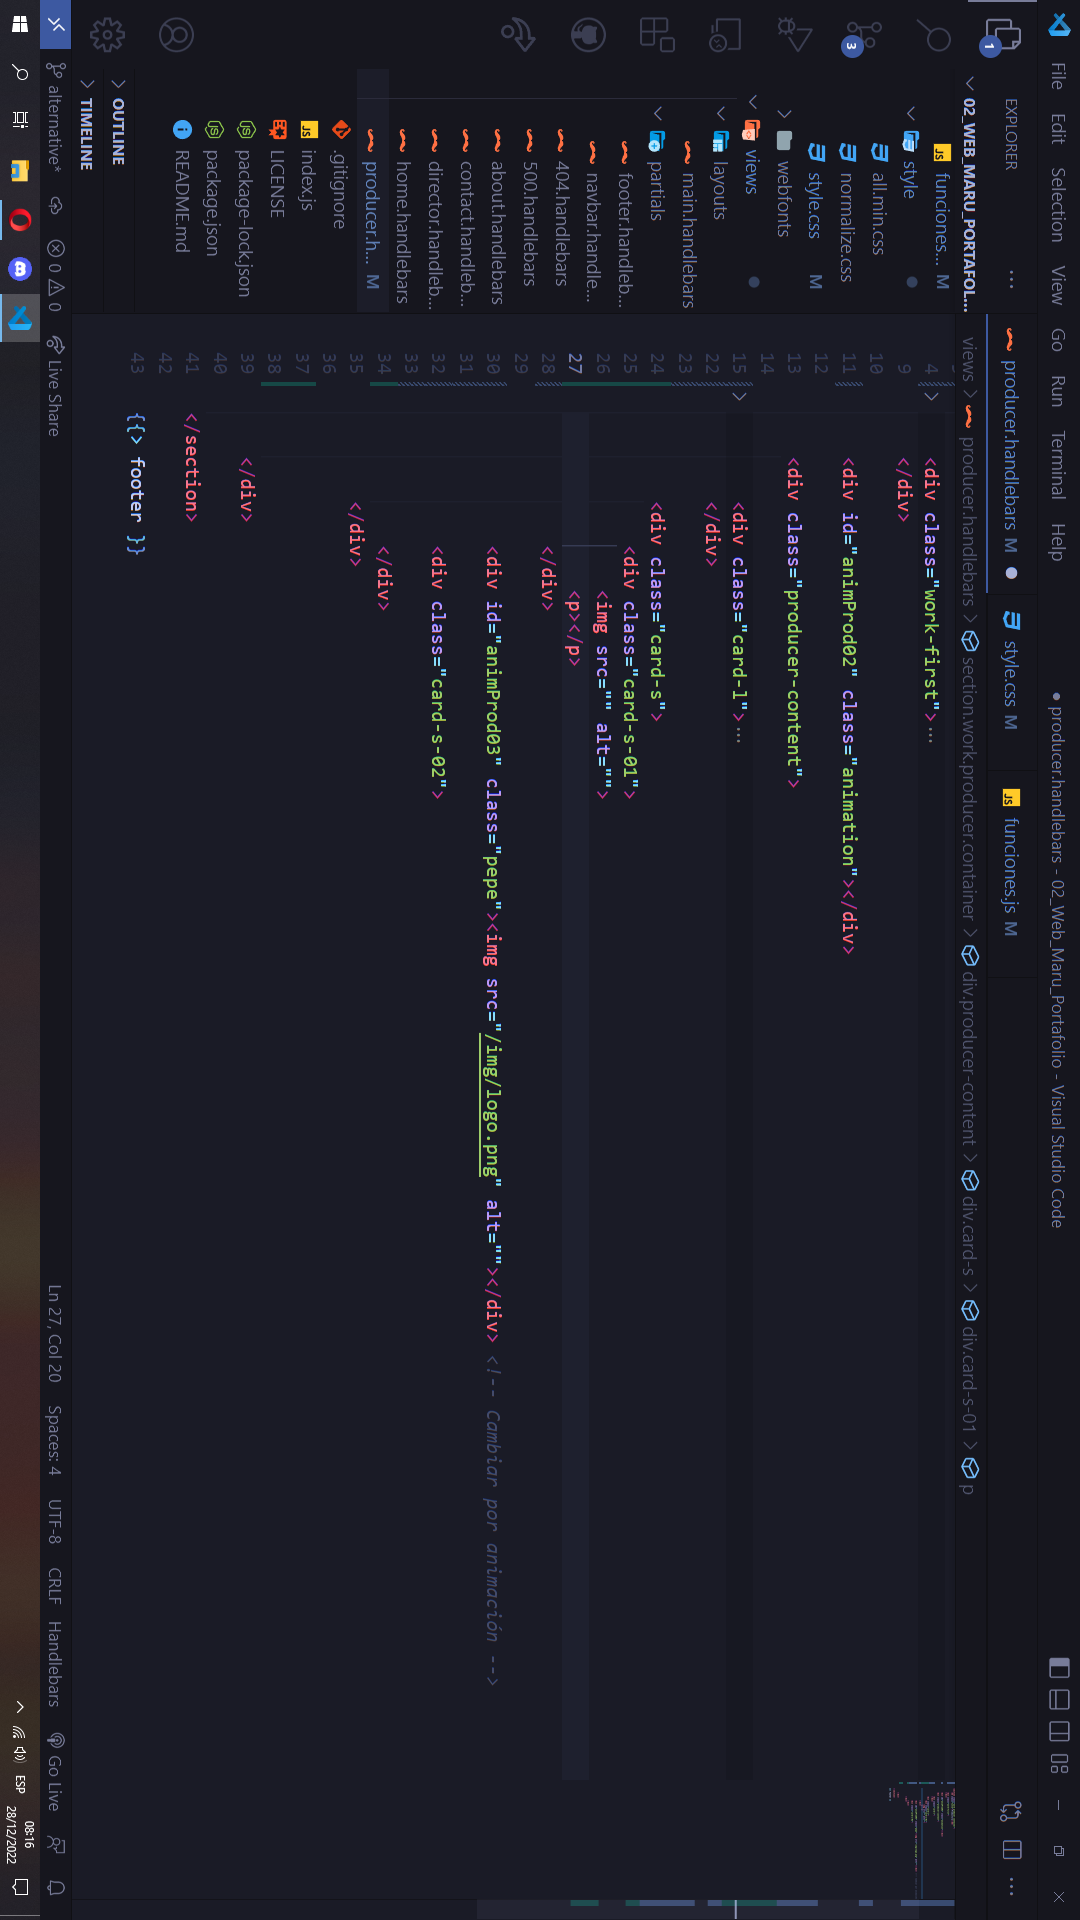 File Edit Selection View Go Run Terminal Help
● producer.handlebars - 02_Web_Maru_Portafolio - Visual Studio Code
EXPLORER ...
02_WEB_MARU_PORTAFOL...
funciones... M
style
all.min.css
normalize.css
style.css M
webfonts
views
layouts
main.handlebars
partials
footer.handleb...
navbar.handle...
404.handlebars
500.handlebars
about.handlebars
contact.handleb...
director.handleb...
home.handlebars
producer.h... M
.gitignore
index.js
LICENSE
package-lock.json
package.json
README.md
OUTLINE
TIMELINE
producer.handlebars M ●
style.css M
funciones.js M
views > producer.handlebars > section.work.producer.container > div.producer-content > div.card-s > div.card-s-01 > p
4 <div class="work-first">...
9 </div>
10
11 <div id="animProd02" class="animation"></div>
12
13 <div class="producer-content">
14
15 <div class="card-l">...
22 </div>
23
24 <div class="card-s">
25 <div class="card-s-01">
26 <img src="" alt="">
27 <p></p>
28 </div>
29
30 <div id="animProd03" class="pepe"><img src="/img/logo.png" alt=""></div> <!-- Cambiar por animación -->
31
32 <div class="card-s-02">
33
34 </div>
35 </div>
36
37
38
39 </div>
40
41 </section>
42
43 {{> footer }}
1
3
alternative*
0 0
Live Share
Ln 27, Col 20
Spaces: 4
UTF-8
CRLF
Handlebars
Go Live
ESP
08:16
28/12/2022